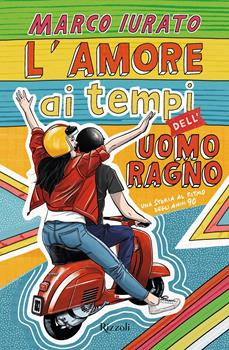 MARCO IURATO
L'AMORE
ai tempi
DELL'
UOMO
RAGNO
UNA STORIA AL RITMO
DEGLI ANNI 90
Rizzoli